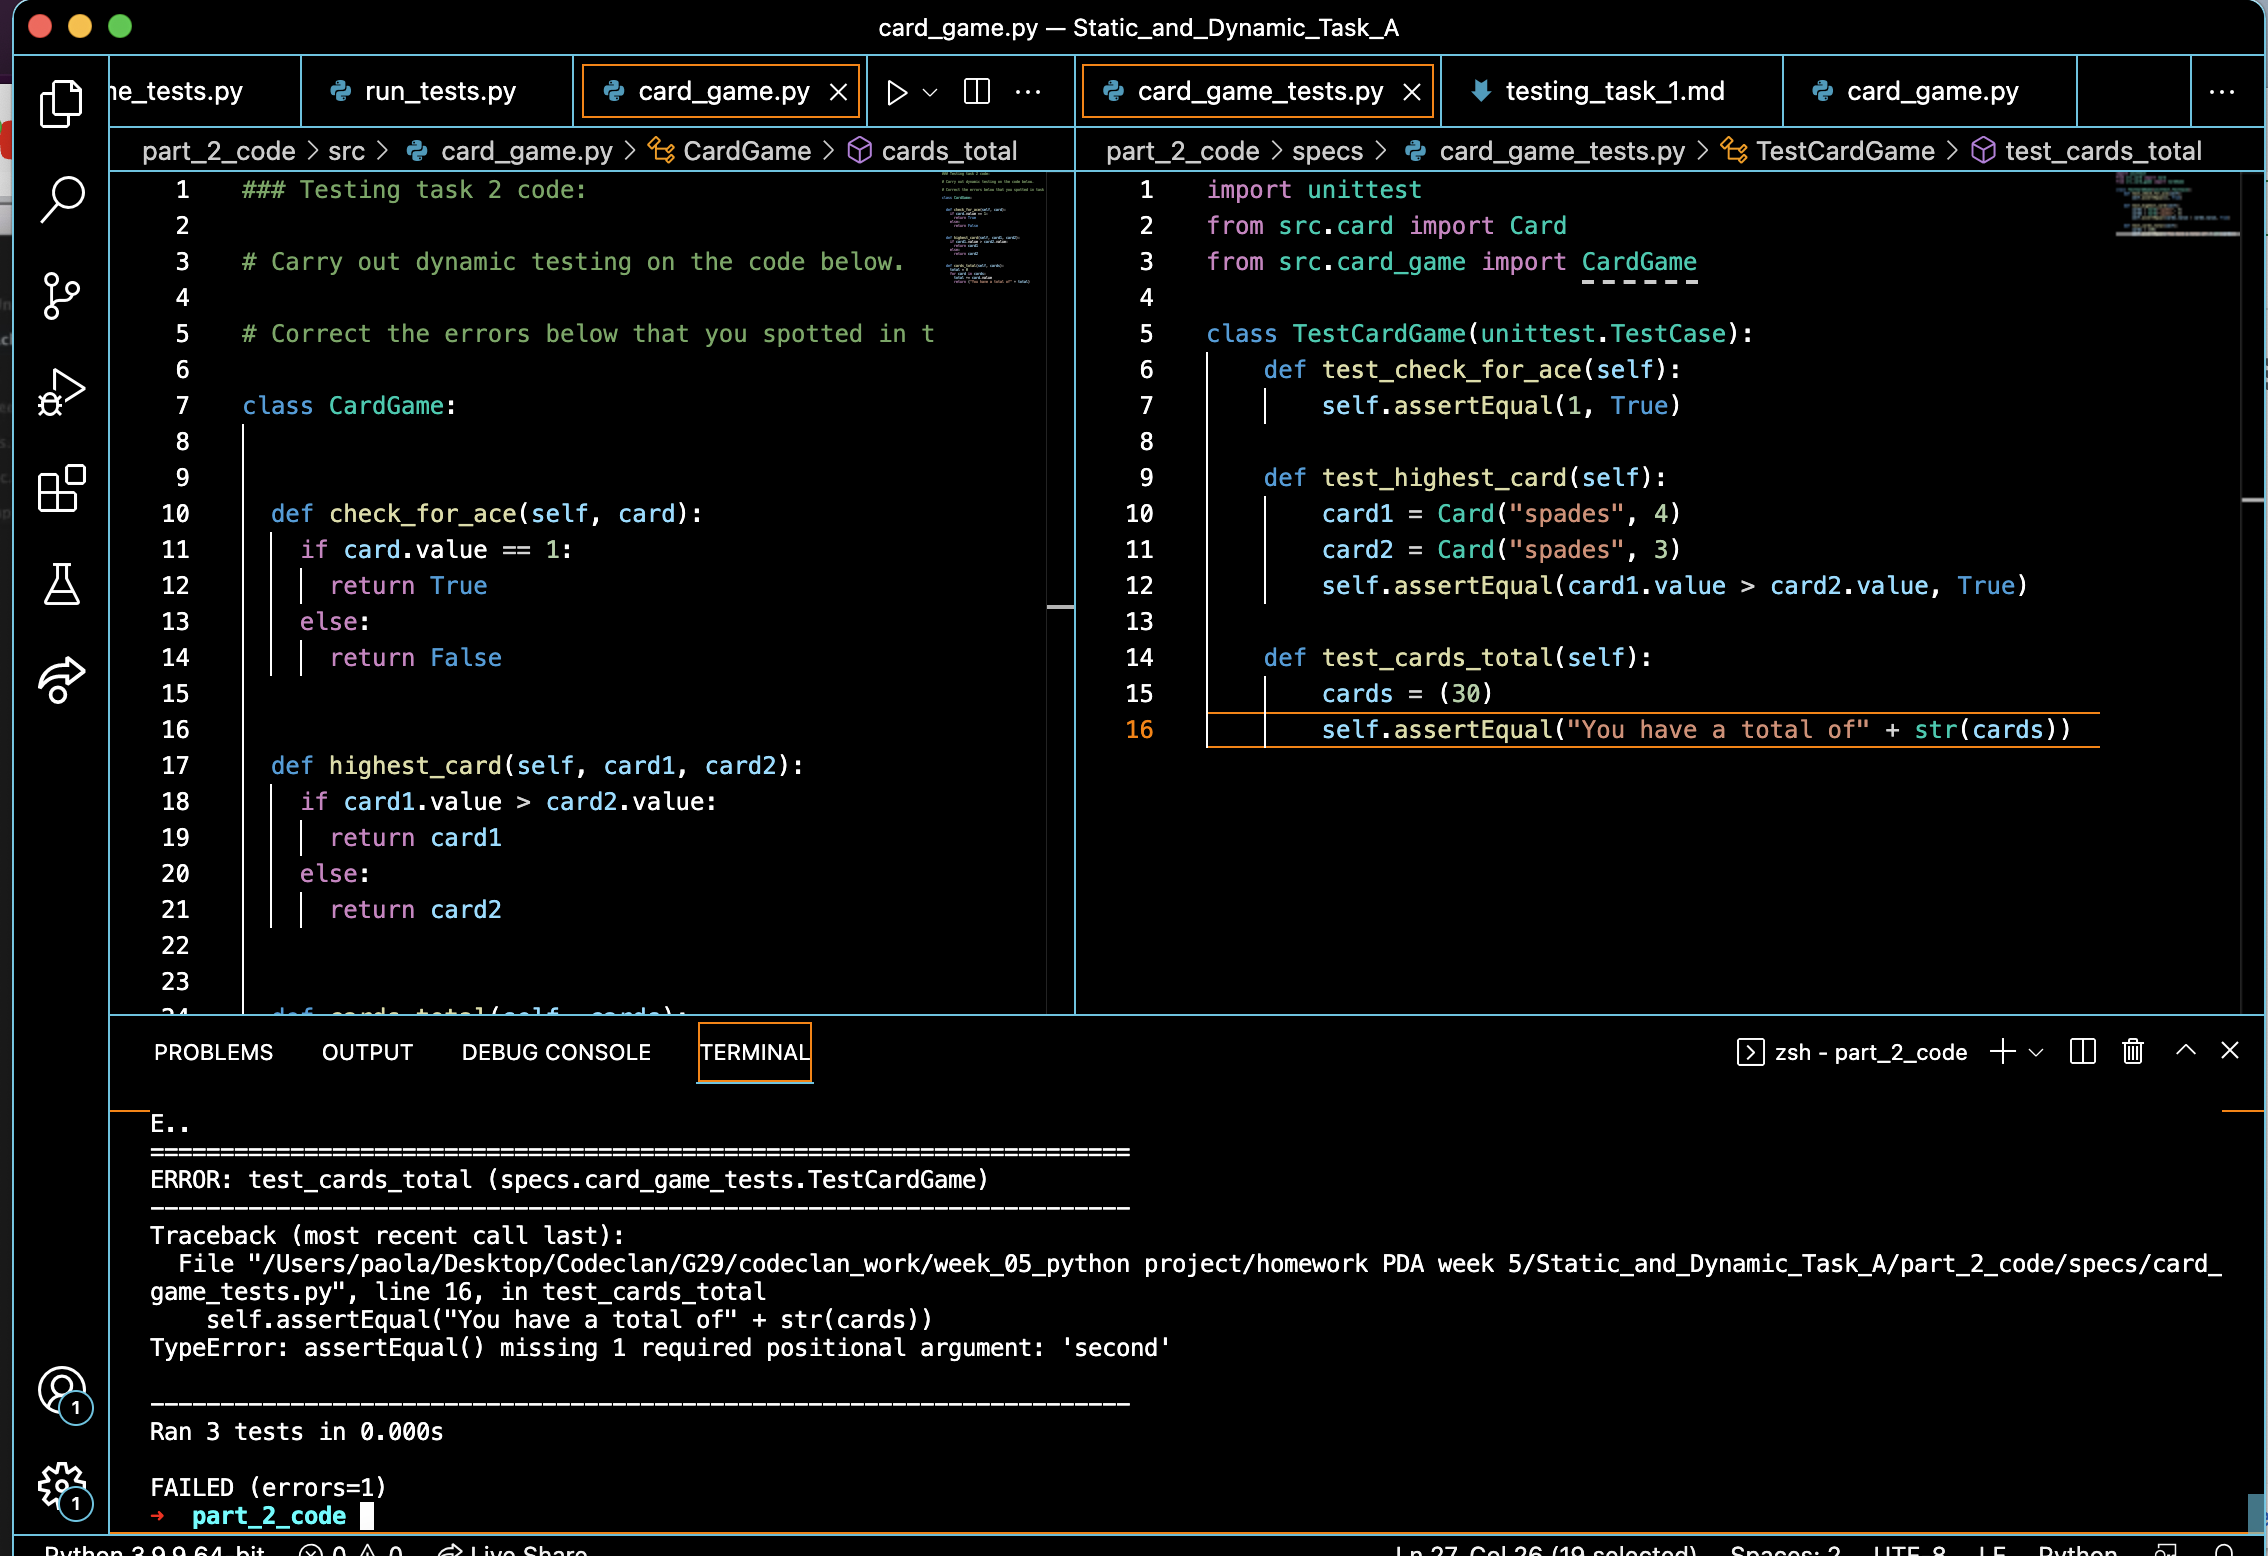 card_game.py — Static_and_Dynamic_Task_A
ne_tests.py
run_tests.py
card_game.py
card_game_tests.py
testing_task_1.md
card_game.py
part_2_code > src > card_game.py > CardGame > cards_total
part_2_code > specs > card_game_tests.py > TestCardGame > test_cards_total
1 ### Testing task 2 code:
2
3 # Carry out dynamic testing on the code below.
4
5 # Correct the errors below that you spotted in t
6
7 class CardGame:
8
9
10 def check_for_ace(self, card):
11 if card.value == 1:
12 return True
13 else:
14 return False
15
16
17 def highest_card(self, card1, card2):
18 if card1.value > card2.value:
19 return card1
20 else:
21 return card2
22
23
24 def cards_total(self, cards):
1 import unittest
2 from src.card import Card
3 from src.card_game import CardGame
4
5 class TestCardGame(unittest.TestCase):
6 def test_check_for_ace(self):
7 self.assertEqual(1, True)
8
9 def test_highest_card(self):
10 card1 = Card("spades", 4)
11 card2 = Card("spades", 3)
12 self.assertEqual(card1.value > card2.value, True)
13
14 def test_cards_total(self):
15 cards = (30)
16 self.assertEqual("You have a total of" + str(cards))
PROBLEMS OUTPUT DEBUG CONSOLE TERMINAL
zsh - part_2_code
E..
======================================================================
ERROR: test_cards_total (specs.card_game_tests.TestCardGame)
----------------------------------------------------------------------
Traceback (most recent call last):
File "/Users/paola/Desktop/Codeclan/G29/codeclan_work/week_05_python project/homework PDA week 5/Static_and_Dynamic_Task_A/part_2_code/specs/card_
game_tests.py", line 16, in test_cards_total
self.assertEqual("You have a total of" + str(cards))
TypeError: assertEqual() missing 1 required positional argument: 'second'
----------------------------------------------------------------------
Ran 3 tests in 0.000s
FAILED (errors=1)
→ part_2_code
1
1
Python 3.9.9 64-bit 0 0 Live Share
Ln 27, Col 26 (19 selected) Spaces: 2 UTF-8 LF Python